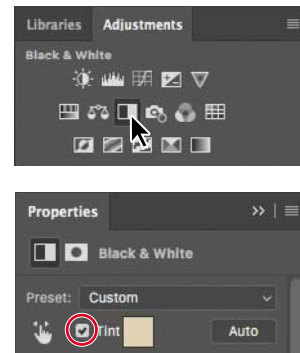 Libraries Adjustments
Black & White
Properties
Black & White
Preset: Custom
Tint Auto